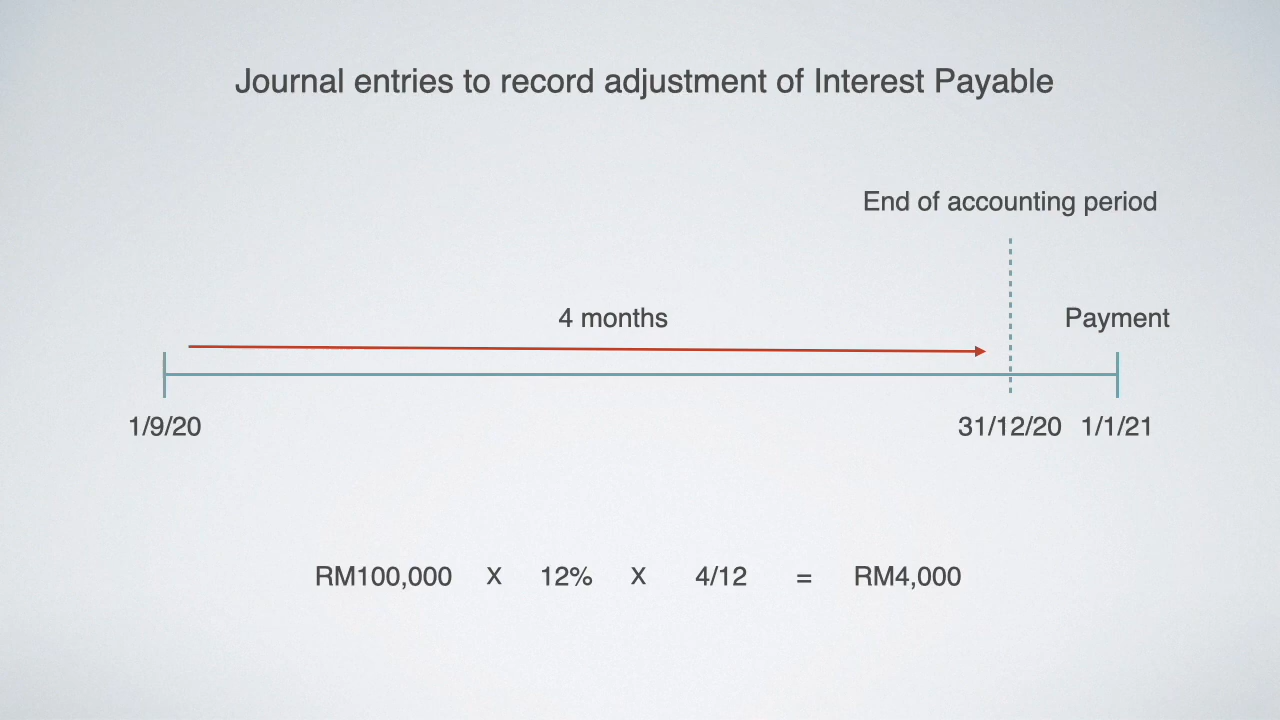 Journal entries to record adjustment of Interest Payable
End of accounting period
4 months
Payment
1/9/20
31/12/20
1/1/21
RM100,000 X 12% X 4/12 = RM4,000